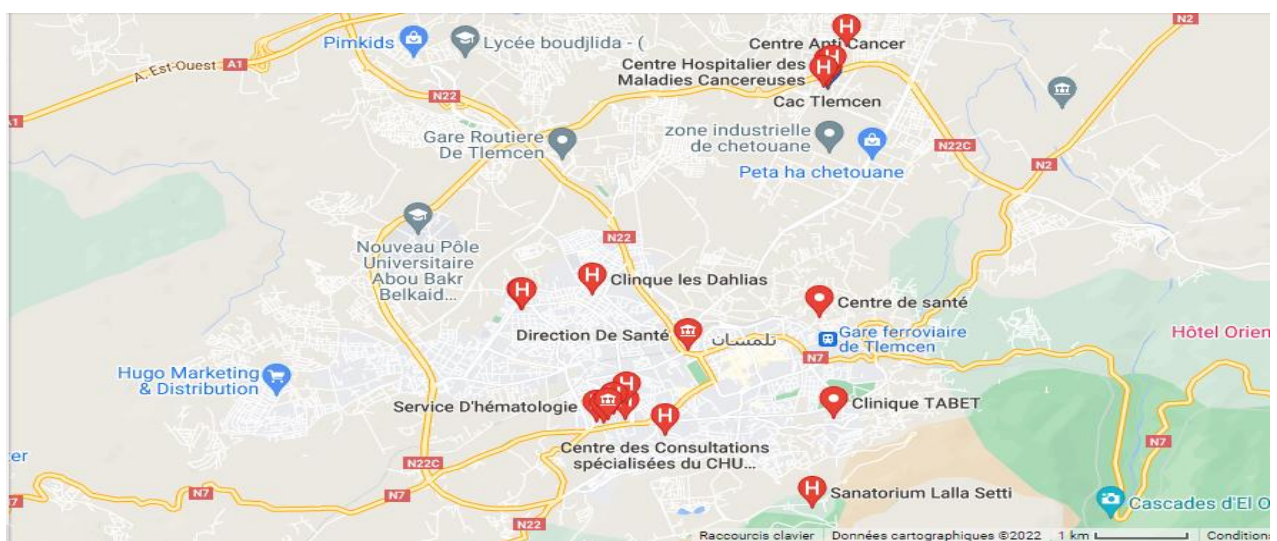 N2
Pimkids
Lycée boudjlida - (
Centre Anti Cancer
A. Est-Ouest A1
Centre Hospitalier des
Maladies Cancereuses
Cac Tlemcen
N22
A1
Gare Routiere
De Tlemcen
zone industrielle
de chetouane
N22C
N2
Peta ha chetouane
Nouveau Pôle
Universitaire
Abou Bakr
Belkaid...
N22
Clinque les Dahlias
Centre de santé
Direction De Santé
تلمسان
Gare ferroviaire
de Tlemcen
Hôtel Orien
N7
Hugo Marketing
& Distribution
Service D'hématologie
Clinique TABET
Centre des Consultations
spécialisées du CHU...
N7
er
N22C
N7
Sanatorium Lalla Setti
Cascades d'El O
N22
Raccourcis clavier
Données cartographiques ©2022
1 km
Conditions